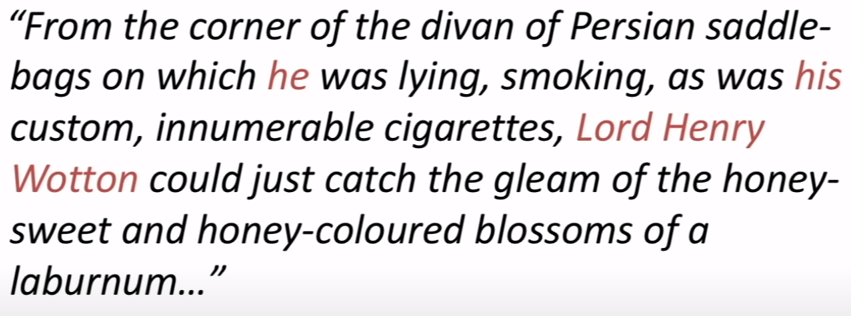 “From the corner of the divan of Persian saddle-
bags on which he was lying, smoking, as was his
custom, innumerable cigarettes, Lord Henry
Wotton could just catch the gleam of the honey-
sweet and honey-coloured blossoms of a
laburnum…”